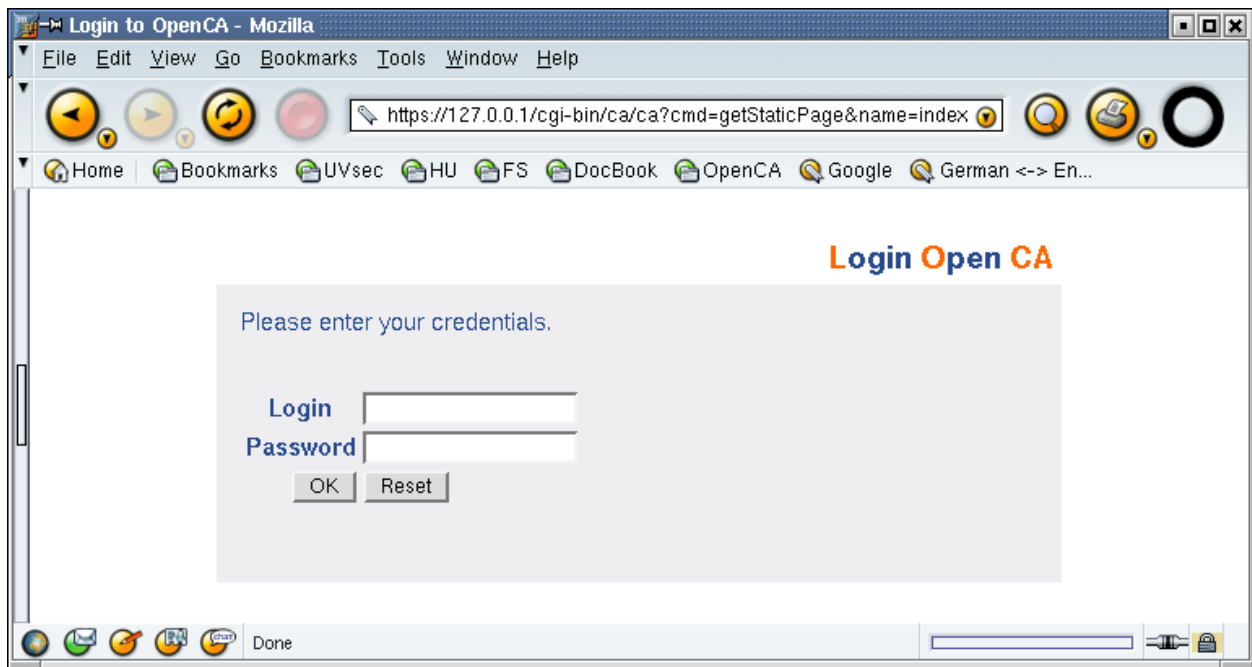 Login to OpenCA - Mozilla
File Edit View Go Bookmarks Tools Window Help
https://127.0.0.1/cgi-bin/ca/ca?cmd=getStaticPage&name=index
Home Bookmarks UVsec HU FS DocBook OpenCA Google German <-> En...
Login Open CA
Please enter your credentials.
Login
Password
OK Reset
Done